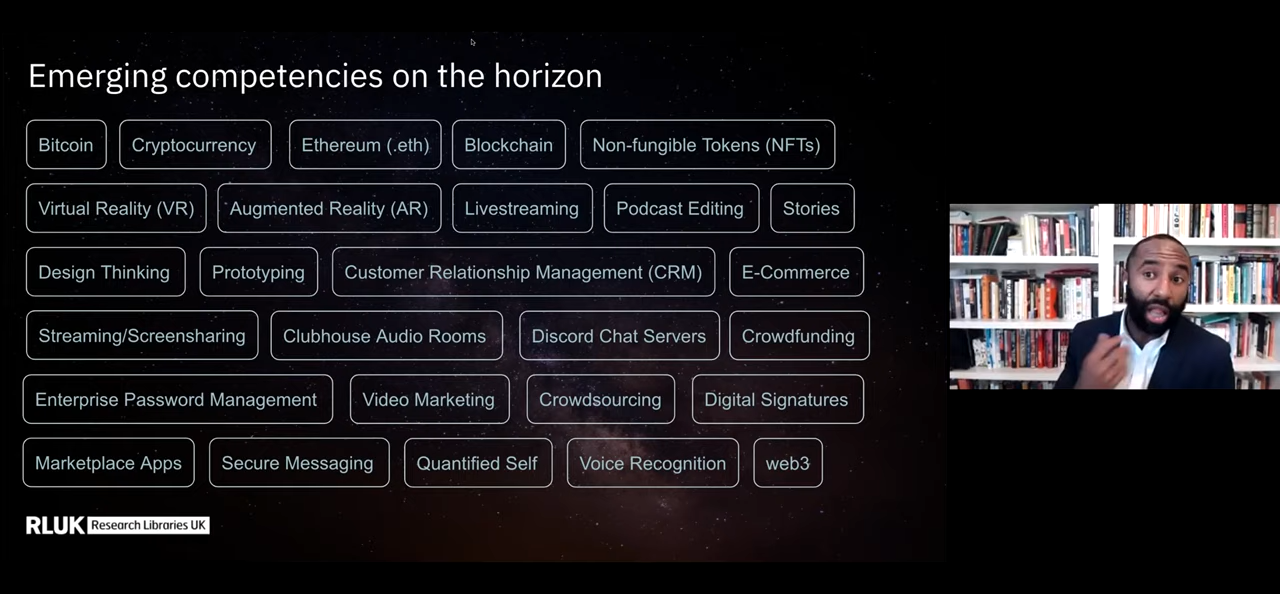 Emerging competencies on the horizon
Bitcoin Cryptocurrency Ethereum (.eth) Blockchain Non-fungible Tokens (NFTs)
Virtual Reality (VR) Augmented Reality (AR) Livestreaming Podcast Editing Stories
Design Thinking Prototyping Customer Relationship Management (CRM) E-Commerce
Streaming/Screensharing Clubhouse Audio Rooms Discord Chat Servers Crowdfunding
Enterprise Password Management Video Marketing Crowdsourcing Digital Signatures
Marketplace Apps Secure Messaging Quantified Self Voice Recognition web3
RLUK Research Libraries UK